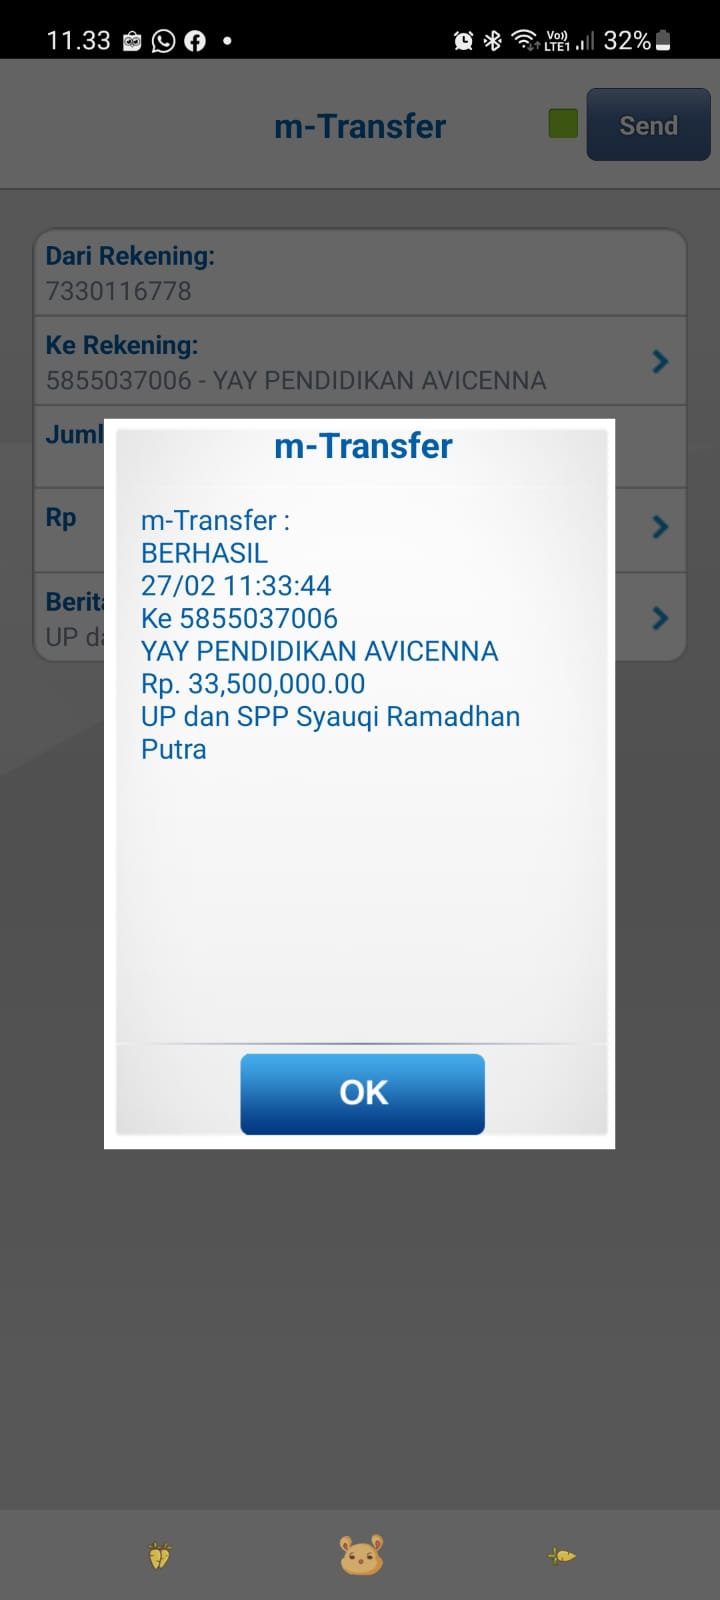 11.33
Vo))
LTE1
32%
m-Transfer
Send
Dari Rekening:
7330116778
Ke Rekening:
5855037006 - YAY PENDIDIKAN AVICENNA
Juml
Rp
Berita
UP da
m-Transfer
m-Transfer :
BERHASIL
27/02 11:33:44
Ke 5855037006
YAY PENDIDIKAN AVICENNA
Rp. 33,500,000.00
UP dan SPP Syauqi Ramadhan
Putra
OK